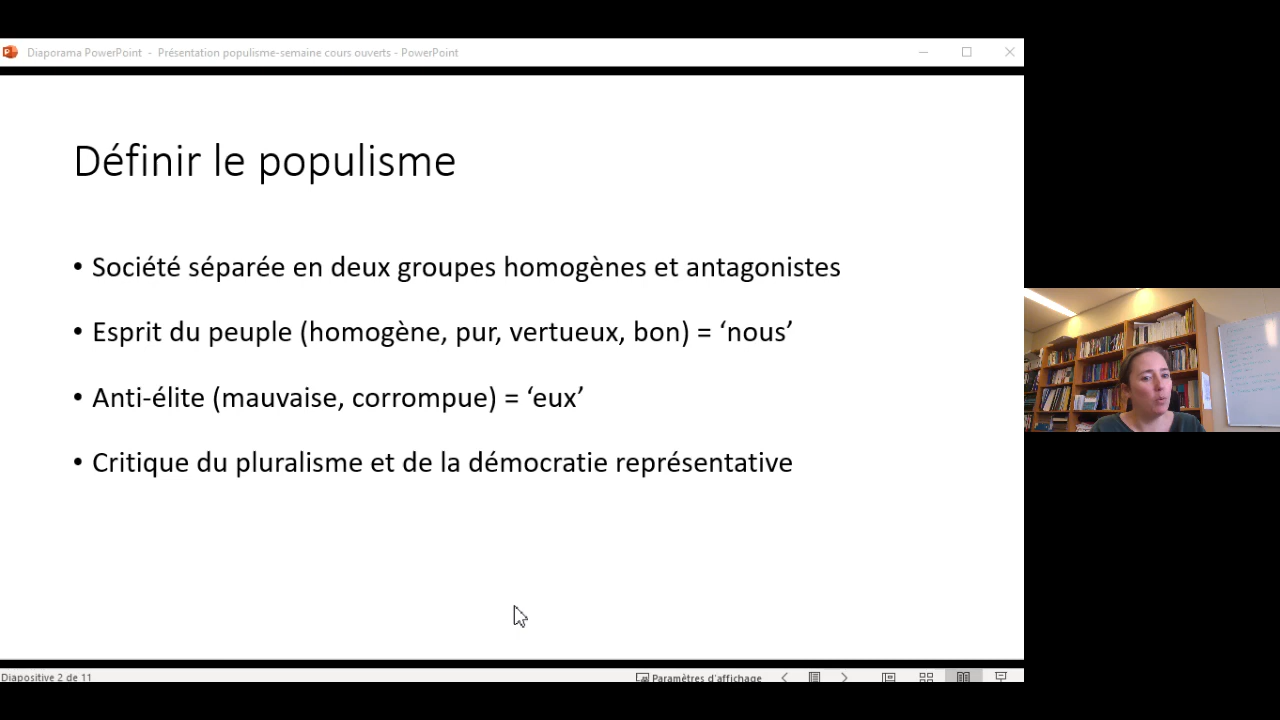 Diaporama PowerPoint - Présentation populisme-semaine cours ouverts - PowerPoint
Définir le populisme
• Société séparée en deux groupes homogènes et antagonistes
• Esprit du peuple (homogène, pur, vertueux, bon) = ‘nous’
• Anti-élite (mauvaise, corrompue) = ‘eux’
• Critique du pluralisme et de la démocratie représentative
Diapositive 2 de 11
Paramètres d'affichage